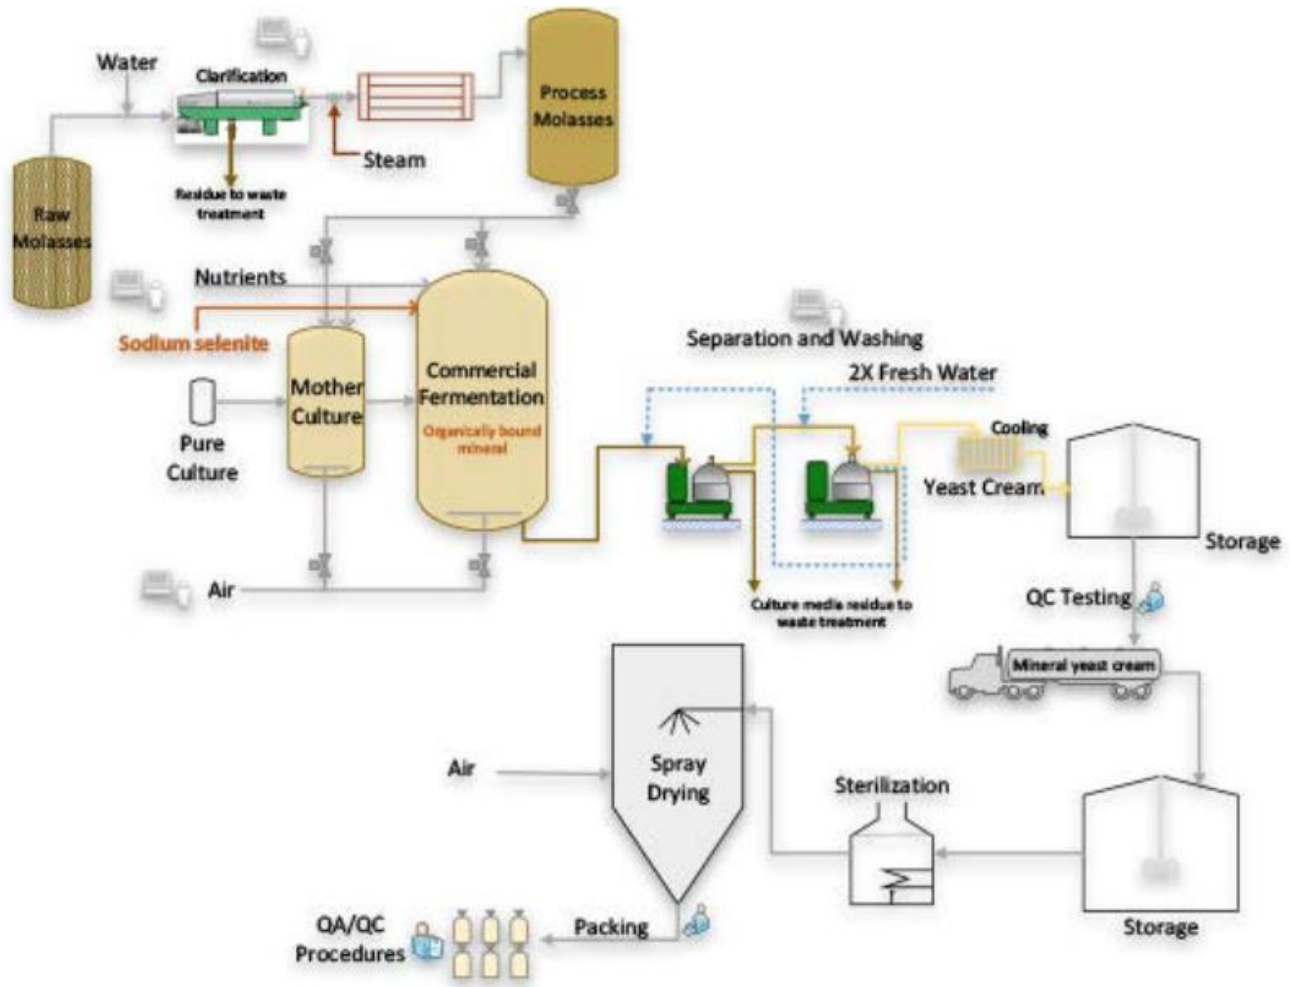 Water
Clarification
Process
Molasses
Steam
Residue to waste
treatment
Raw
Molasses
Nutrients
Sodium selenite
Mother
Culture
Commercial
Fermentation
Organically bound
mineral
Pure
Culture
Air
Separation and Washing
2X Fresh Water
Cooling
Yeast Cream
Storage
Culture media residue to
waste treatment
QC Testing
Mineral yeast cream
Air
Spray
Drying
Sterilization
Storage
Packing
QA/QC
Procedures